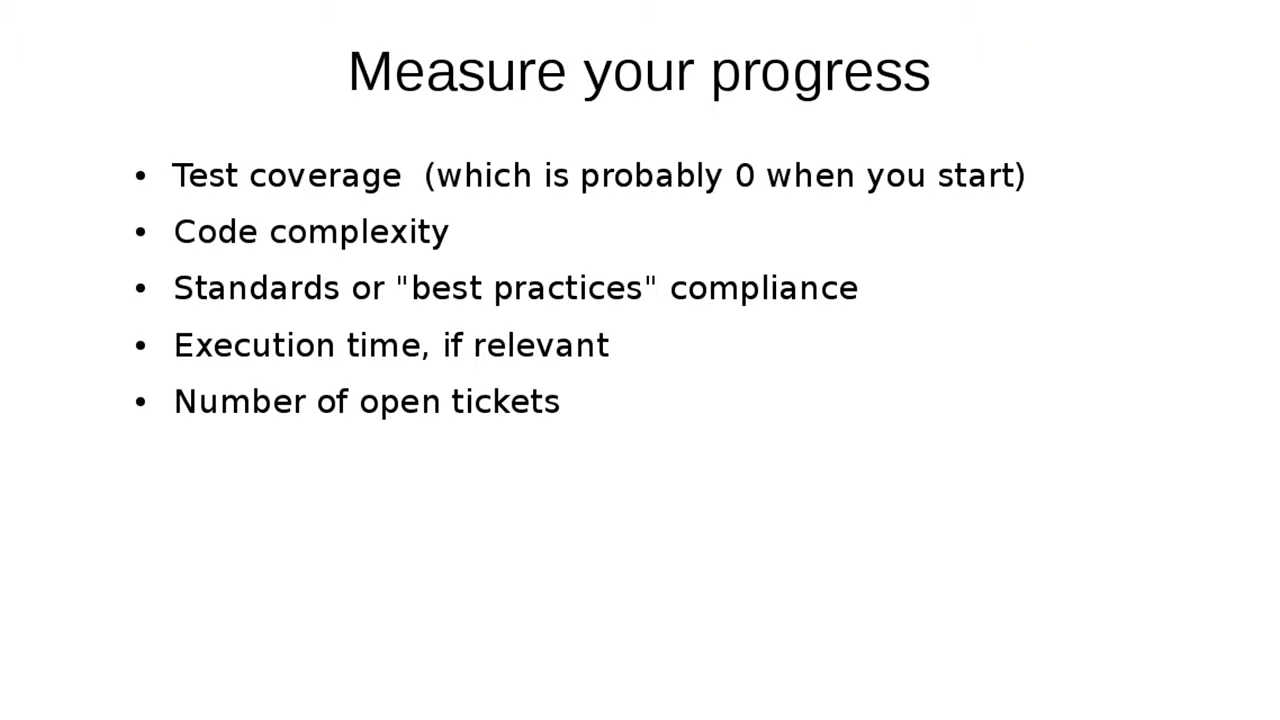 Measure your progress
• Test coverage  (which is probably 0 when you start)
• Code complexity
• Standards or "best practices" compliance
• Execution time, if relevant
• Number of open tickets